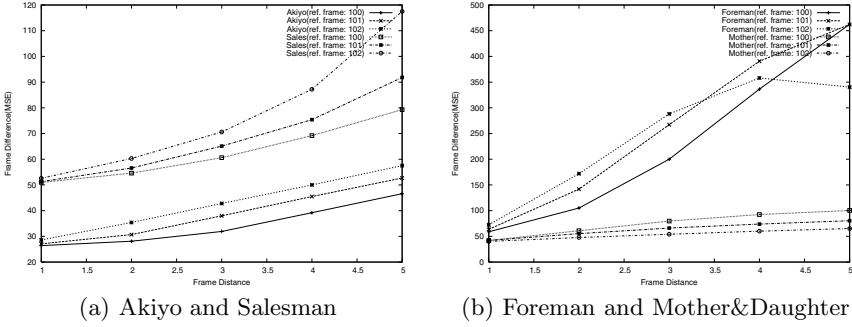 120
110
100
90
80
70
60
50
40
30
20
1 1.5 2 2.5 3 3.5 4 4.5 5
Frame Difference(MSE)
Frame Distance
Akiyo(ref. frame: 100)
Akiyo(ref. frame: 101)
Akiyo(ref. frame: 102)
Sales(ref. frame: 100)
Sales(ref. frame: 101)
Sales(ref. frame: 102)
(a) Akiyo and Salesman
500
450
400
350
300
250
200
150
100
50
0
1 1.5 2 2.5 3 3.5 4 4.5 5
Frame Difference(MSE)
Frame Distance
Foreman(ref. frame: 100)
Foreman(ref. frame: 101)
Foreman(ref. frame: 102)
Mother(ref. frame: 100)
Mother(ref. frame: 101)
Mother(ref. frame: 102)
(b) Foreman and Mother&Daughter